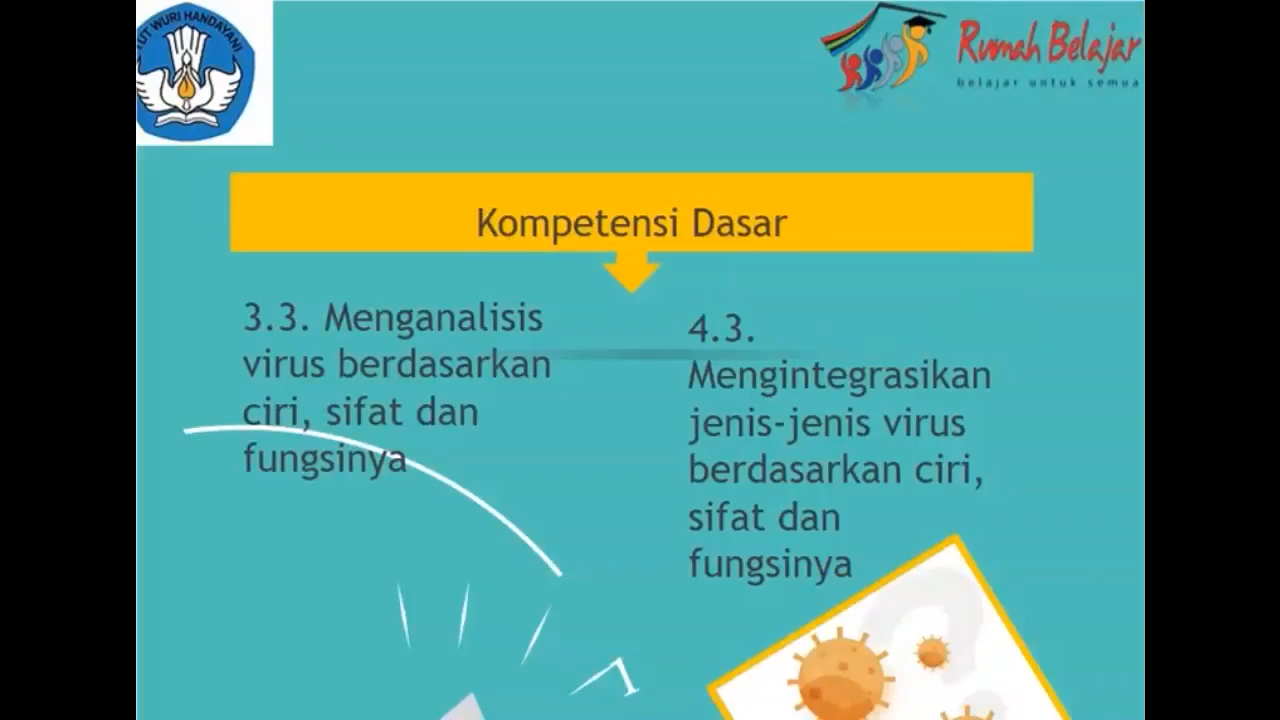 TUT WURI HANDAYANI
Rumah Belajar
belajar untuk semua
Kompetensi Dasar
3.3. Menganalisis
virus berdasarkan
ciri, sifat dan
fungsinya
4.3.
Mengintegrasikan
jenis-jenis virus
berdasarkan ciri,
sifat dan
fungsinya